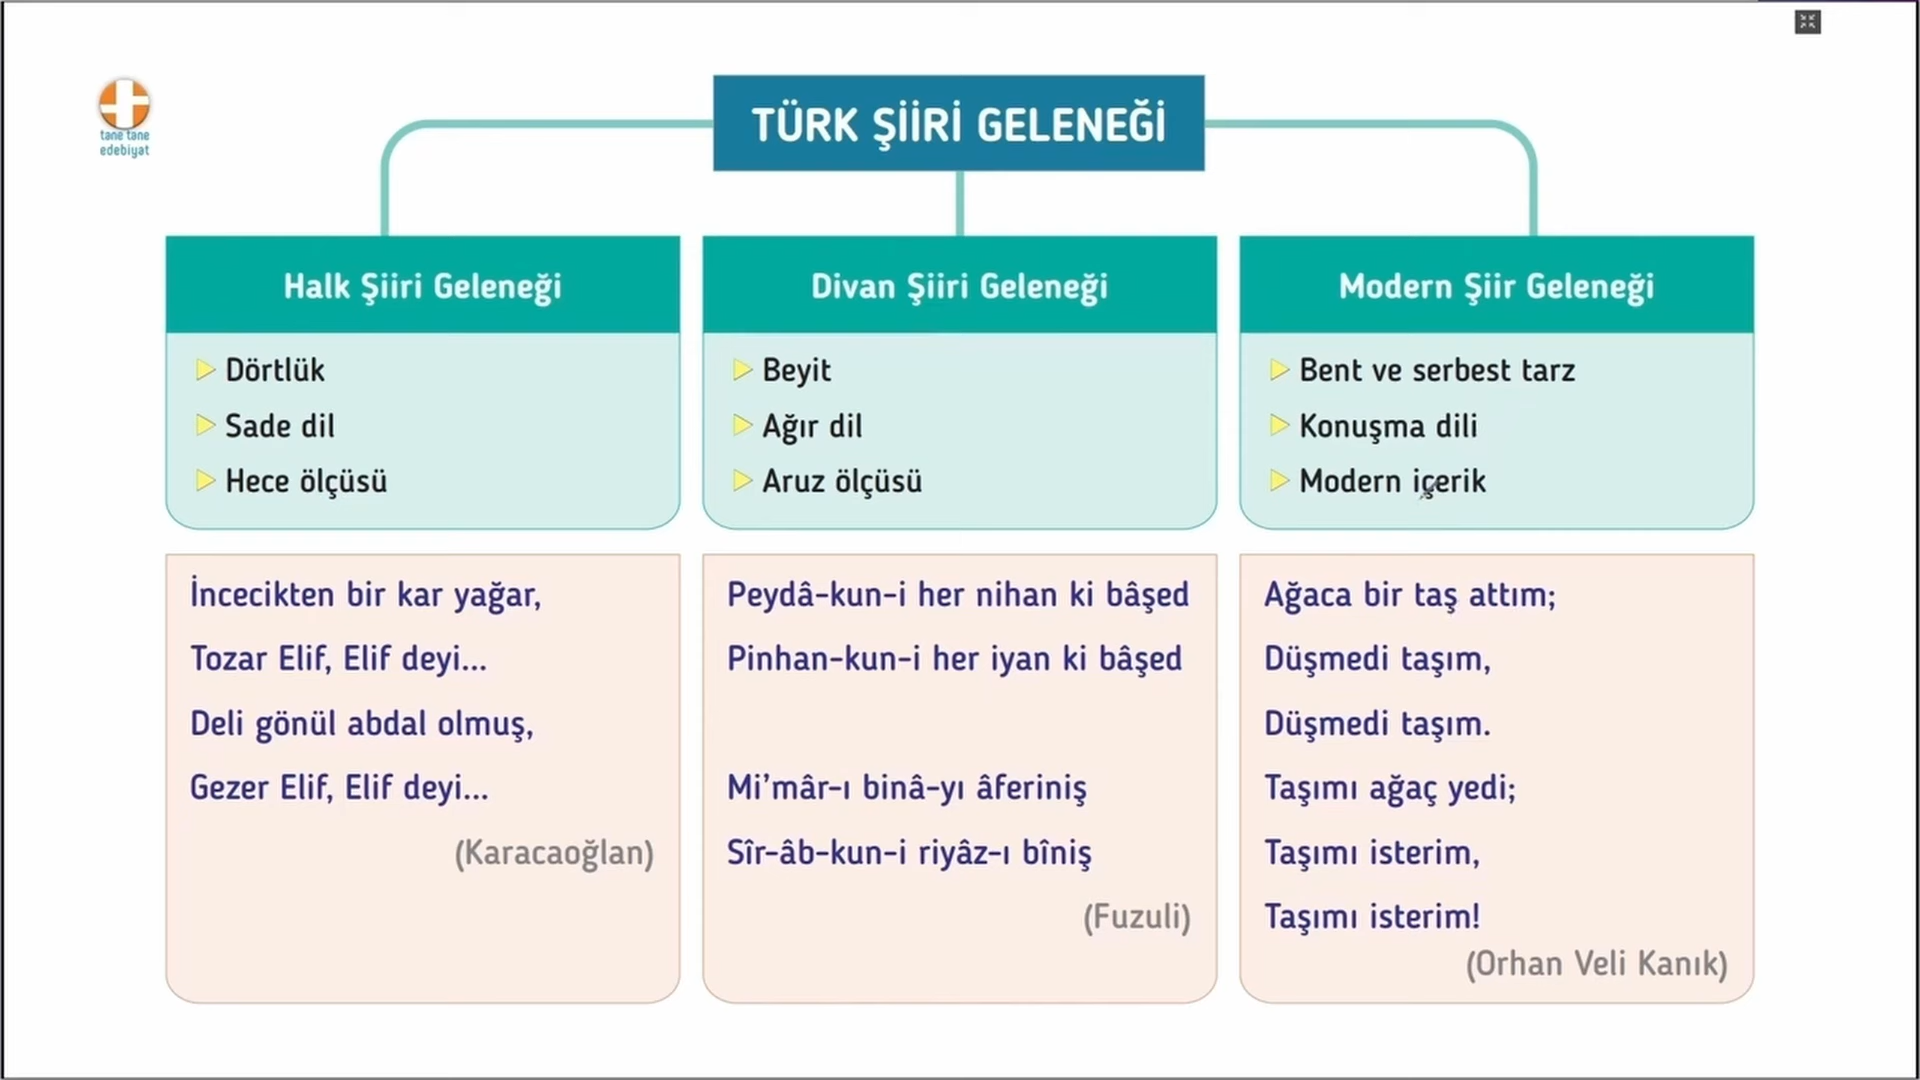 tane tane
edebiyat
TÜRK ŞİİRİ GELENEĞİ
Halk Şiiri Geleneği
Dörtlük
Sade dil
Hece ölçüsü
İncecikten bir kar yağar,
Tozar Elif, Elif deyi...
Deli gönül abdal olmuş,
Gezer Elif, Elif deyi...
(Karacaoğlan)
Divan Şiiri Geleneği
Beyit
Ağır dil
Aruz ölçüsü
Peydâ-kun-i her nihan ki bâşed
Pinhan-kun-i her iyan ki bâşed
Mi’mâr-ı binâ-yı âferiniş
Sîr-âb-kun-i riyâz-ı bîniş
(Fuzuli)
Modern Şiir Geleneği
Bent ve serbest tarz
Konuşma dili
Modern içerik
Ağaca bir taş attım;
Düşmedi taşım,
Düşmedi taşım.
Taşımı ağaç yedi;
Taşımı isterim,
Taşımı isterim!
(Orhan Veli Kanık)